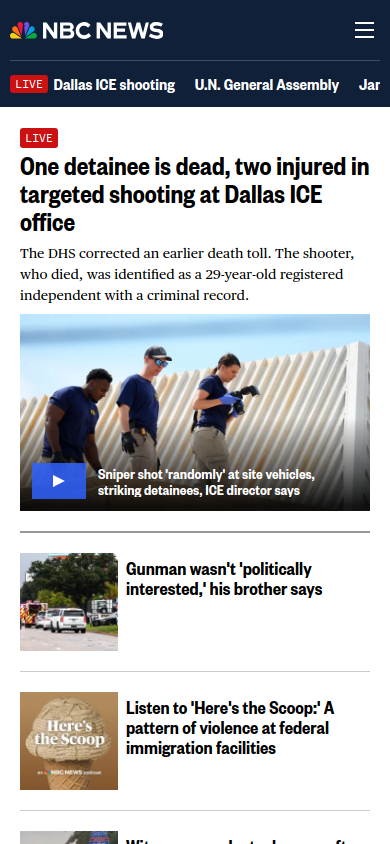 NBC NEWS
LIVE Dallas ICE shooting U.N. General Assembly
LIVE
One detainee is dead, two injured in
targeted shooting at Dallas ICE
office
The DHS corrected an earlier death toll. The shooter,
who died, was identified as a 29-year-old registered
independent with a criminal record.
Sniper shot 'randomly' at site vehicles,
striking detainees, ICE director says
Gunman wasn't 'politically
interested,' his brother says
Listen to 'Here's the Scoop:' A
pattern of violence at federal
immigration facilities
Here's
the Scoop
an NBC NEWS podcast